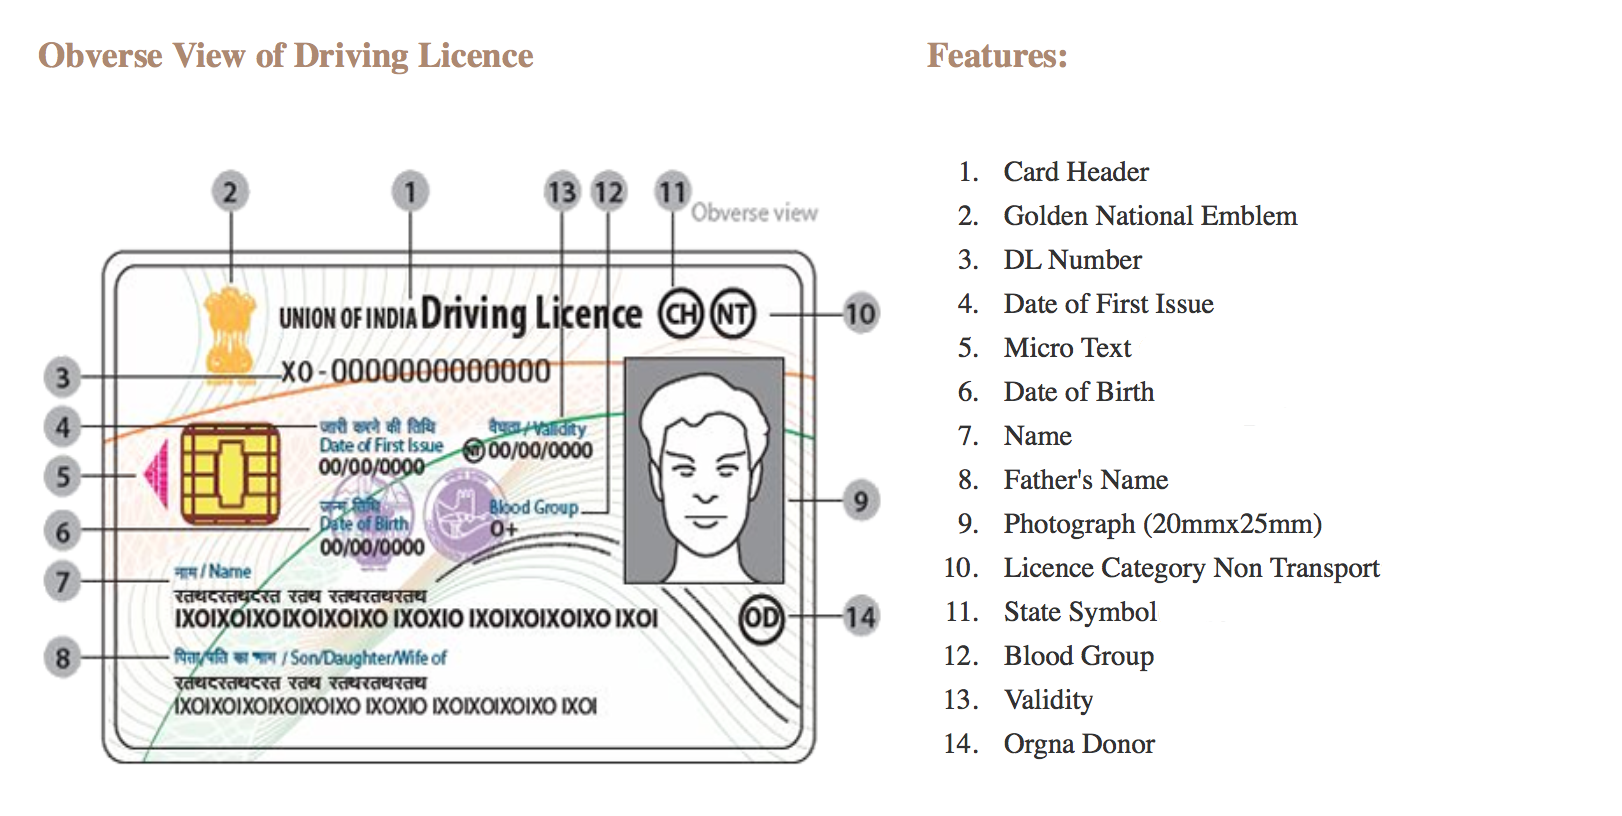 Obverse View of Driving Licence
Features:
2
1
13
12
11
Obverse view
UNION OF INDIA Driving Licence
CH
NT
10
3
XO-0000000000000
4
जारी करने की तिथि
Date of First Issue
00/00/0000
वैधता / Validity
00/00/0000
5
6
जन्म तिथि
Date of Birth
00/00/0000
Blood Group
O+
9
7
नाम / Name
रतथदरतथदरत रतथ रतथरतथरतथ
IXOIXOIXOIXOIXOIXO IXOXIO IXOIXOIXOIXO IXOI
OD
14
8
पिता/पति का नाम / Son/Daughter/Wife of
रतथदरतथदरत रतथ रतथरतथरतथ
IXOIXOIXOIXOIXOIXO IXOXIO IXOIXOIXOIXO IXOI
1. Card Header
2. Golden National Emblem
3. DL Number
4. Date of First Issue
5. Micro Text
6. Date of Birth
7. Name
8. Father's Name
9. Photograph (20mmx25mm)
10. Licence Category Non Transport
11. State Symbol
12. Blood Group
13. Validity
14. Orgna Donor